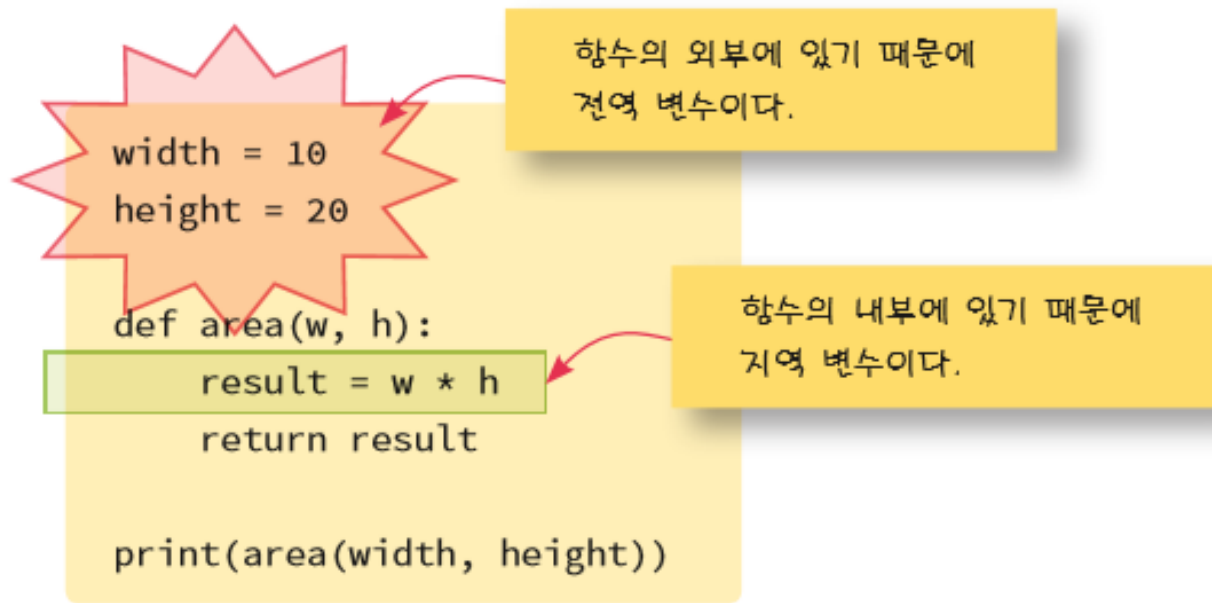 함수의 외부에 있기 때문에
전역 변수이다.
width = 10
height = 20
함수의 내부에 있기 때문에
지역 변수이다.
def area(w, h):
    result = w * h
    return result
print(area(width, height))